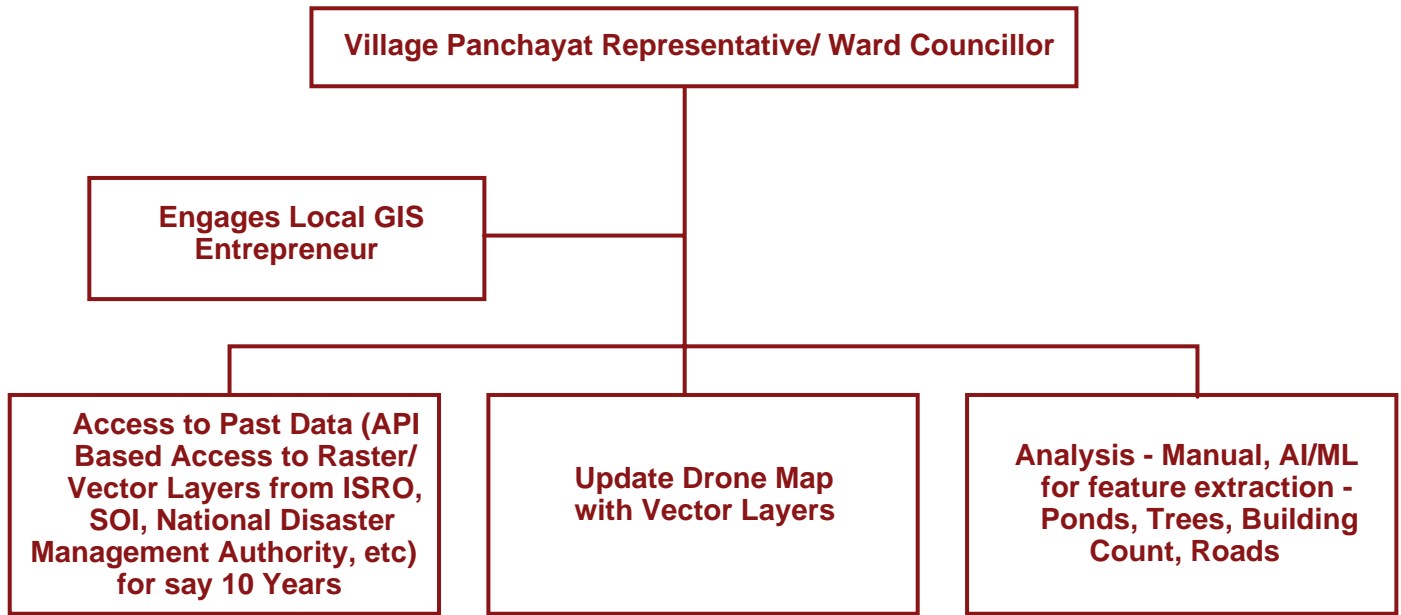 Village Panchayat Representative/ Ward Councillor
Engages Local GIS
Entrepreneur
Access to Past Data (API
Based Access to Raster/
Vector Layers from ISRO,
SOI, National Disaster
Management Authority, etc)
for say 10 Years
Update Drone Map
with Vector Layers
Analysis - Manual, AI/ML
for feature extraction -
Ponds, Trees, Building
Count, Roads